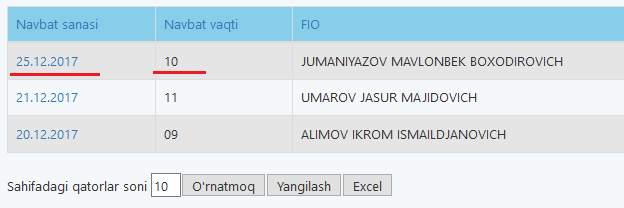 Navbat sanasi Navbat vaqti FIO
25.12.2017 10 JUMANIYAZOV MAVLONBEK BOXODIROVICH
21.12.2017 11 UMAROV JASUR MAJIDOVICH
20.12.2017 09 ALIMOV IKROM ISMAILDJANOVICH
Sahifadagi qatorlar soni 10 O'rnatmoq Yangilash Excel